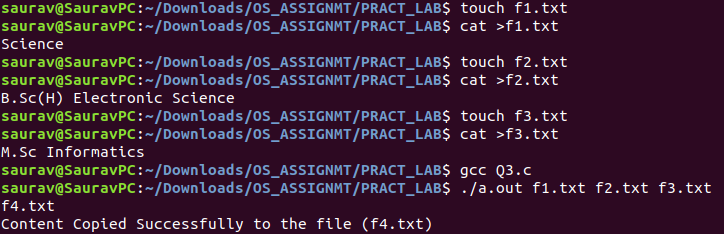 saurav@SauravPC:~/Downloads/OS_ASSIGNMT/PRACT_LAB$ touch f1.txt
saurav@SauravPC:~/Downloads/OS_ASSIGNMT/PRACT_LAB$ cat >f1.txt
Science
saurav@SauravPC:~/Downloads/OS_ASSIGNMT/PRACT_LAB$ touch f2.txt
saurav@SauravPC:~/Downloads/OS_ASSIGNMT/PRACT_LAB$ cat >f2.txt
B.Sc(H) Electronic Science
saurav@SauravPC:~/Downloads/OS_ASSIGNMT/PRACT_LAB$ touch f3.txt
saurav@SauravPC:~/Downloads/OS_ASSIGNMT/PRACT_LAB$ cat >f3.txt
M.Sc Informatics
saurav@SauravPC:~/Downloads/OS_ASSIGNMT/PRACT_LAB$ gcc Q3.c
saurav@SauravPC:~/Downloads/OS_ASSIGNMT/PRACT_LAB$ ./a.out f1.txt f2.txt f3.txt
f4.txt
Content Copied Successfully to the file (f4.txt)